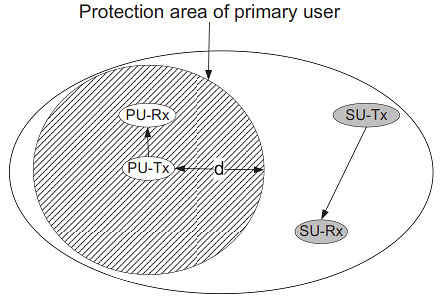 Protection area of primary user
PU-Rx
SU-Tx
PU-Tx
d
SU-Rx